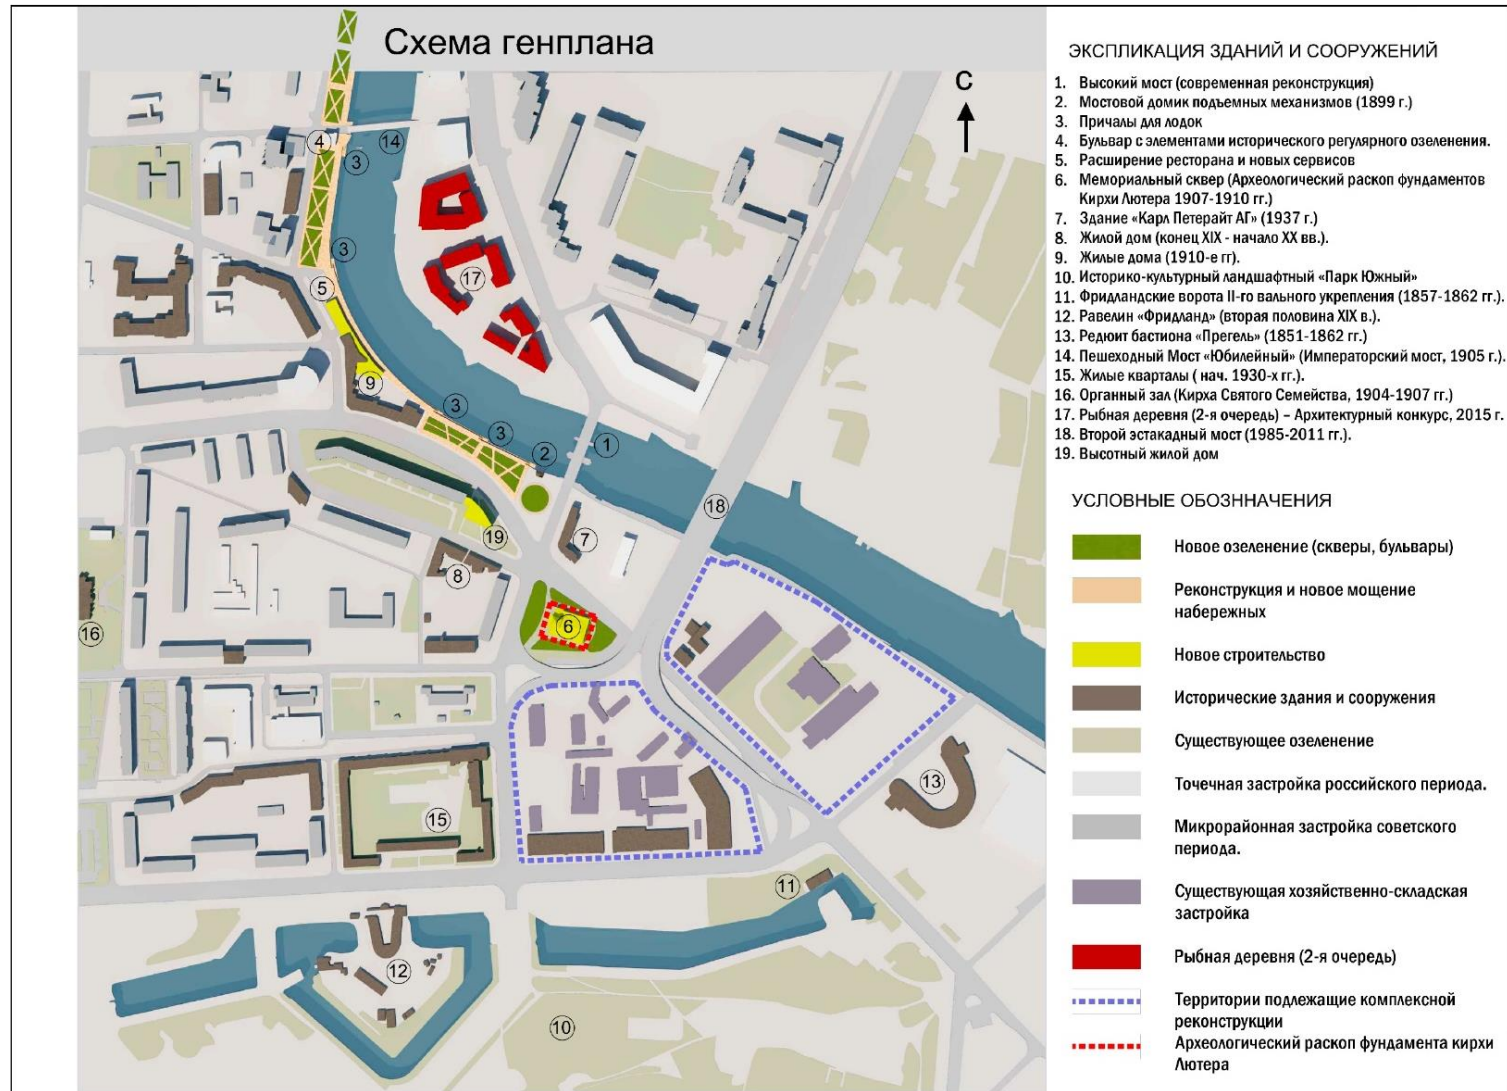 Схема генплана
С
4
3
14
3
17
5
9
3
3
2
1
18
19
7
8
6
16
13
15
11
12
10
ЭКСПЛИКАЦИЯ ЗДАНИЙ И СООРУЖЕНИЙ
1. Высокий мост (современная реконструкция)
2. Мостовой домик подъемных механизмов (1899 г.)
3. Причалы для лодок
4. Бульвар с элементами исторического регулярного озеленения.
5. Расширение ресторана и новых сервисов
6. Мемориальный сквер (Археологический раскоп фундаментов
Кирхи Лютера 1907-1910 гг.)
7. Здание «Карл Петерайт АГ» (1937 г.)
8. Жилой дом (конец XIX - начало XX вв.).
9. Жилые дома (1910-е гг).
10. Историко-культурный ландшафтный «Парк Южный»
11. Фридландские ворота II-го вального укрепления (1857-1862 гг.).
12. Равелин «Фридланд» (вторая половина XIX в.).
13. Редюит бастиона «Прегель» (1851-1862 гг.)
14. Пешеходный Мост «Юбилейный» (Императорский мост, 1905 г.).
15. Жилые кварталы ( нач. 1930-х гг.).
16. Органный зал (Кирха Святого Семейства, 1904-1907 гг.)
17. Рыбная деревня (2-я очередь) – Архитектурный конкурс, 2015 г.
18. Второй эстакадный мост (1985-2011 гг.).
19. Высотный жилой дом
УСЛОВНЫЕ ОБОЗННАЧЕНИЯ
Новое озеленение (скверы, бульвары)
Реконструкция и новое мощение
набережных
Новое строительство
Исторические здания и сооружения
Существующее озеленение
Точечная застройка российского периода.
Микрорайонная застройка советского
периода.
Существующая хозяйственно-складская
застройка
Рыбная деревня (2-я очередь)
Территории подлежащие комплексной
реконструкции
Археологический раскоп фундамента кирхи
Лютера